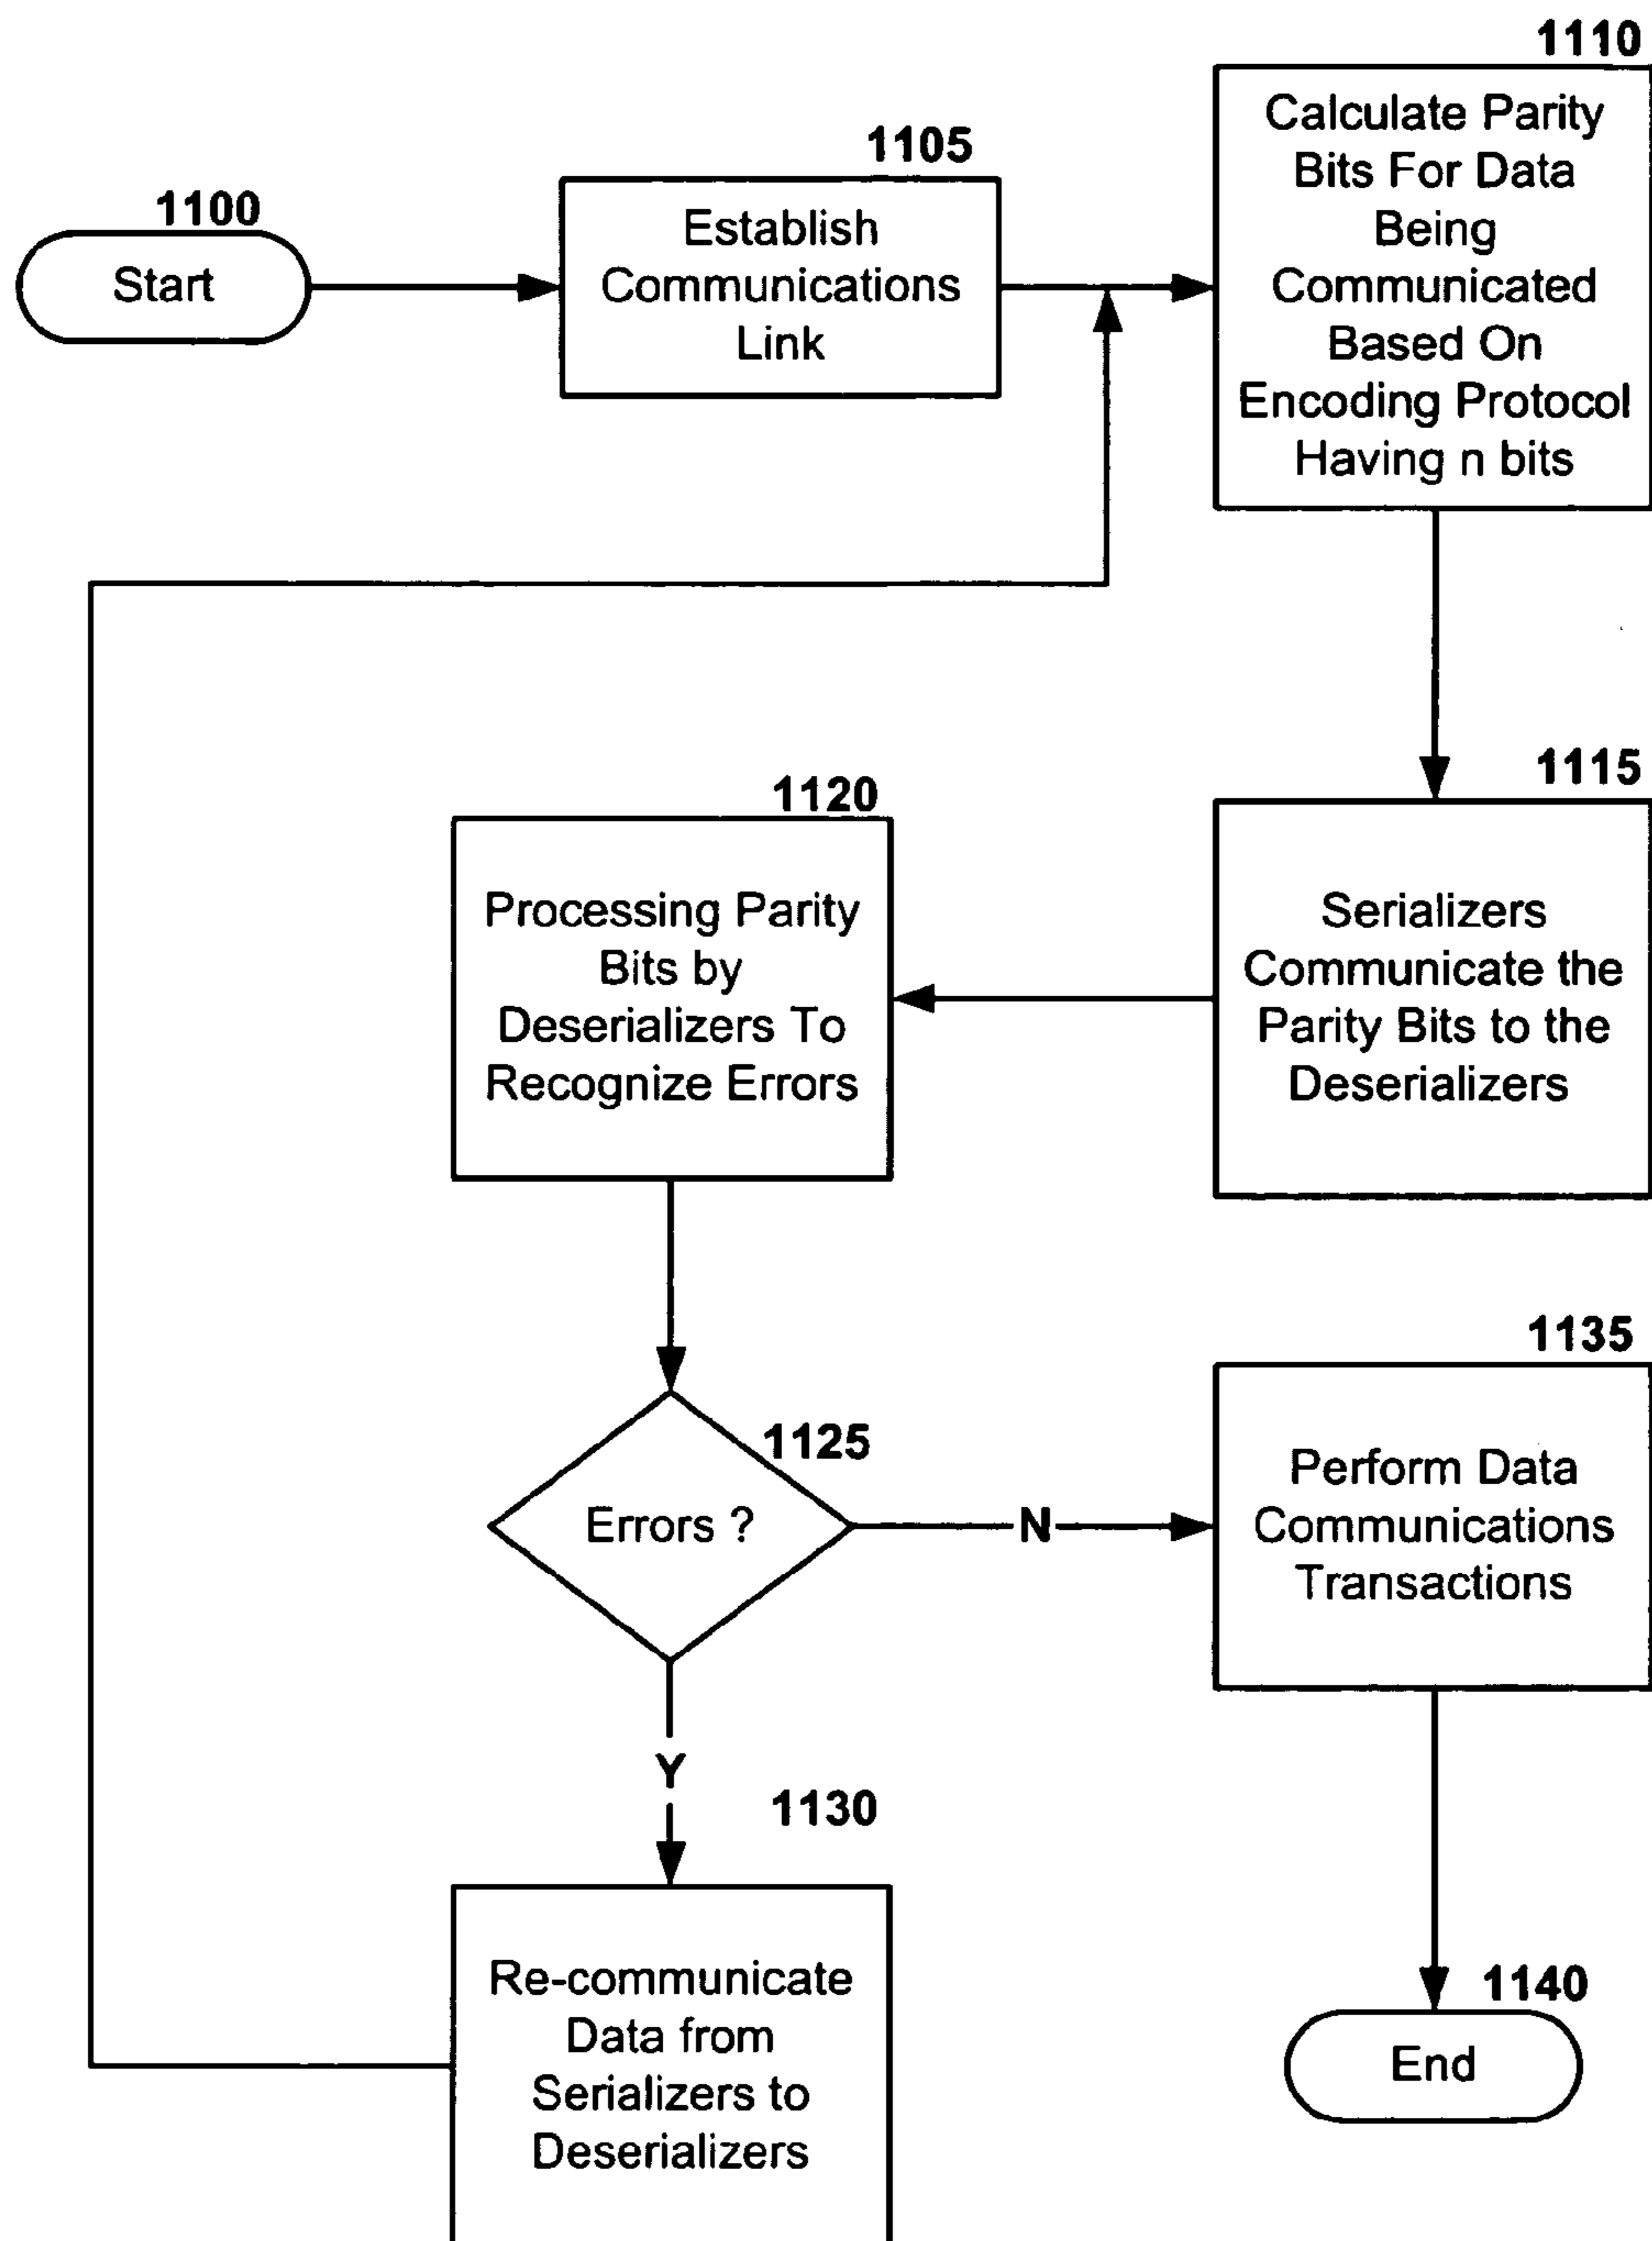 1100
Start
1105
Establish
Communications
Link
1110
Calculate Parity
Bits For Data
Being
Communicated
Based On
Encoding Protocol
Having n bits
1115
Serializers
Communicate the
Parity Bits to the
Deserializers
1120
Processing Parity
Bits by
Deserializers To
Recognize Errors
1125
Errors ?
N
Y
1130
Re-communicate
Data from
Serializers to
Deserializers
1135
Perform Data
Communications
Transactions
1140
End